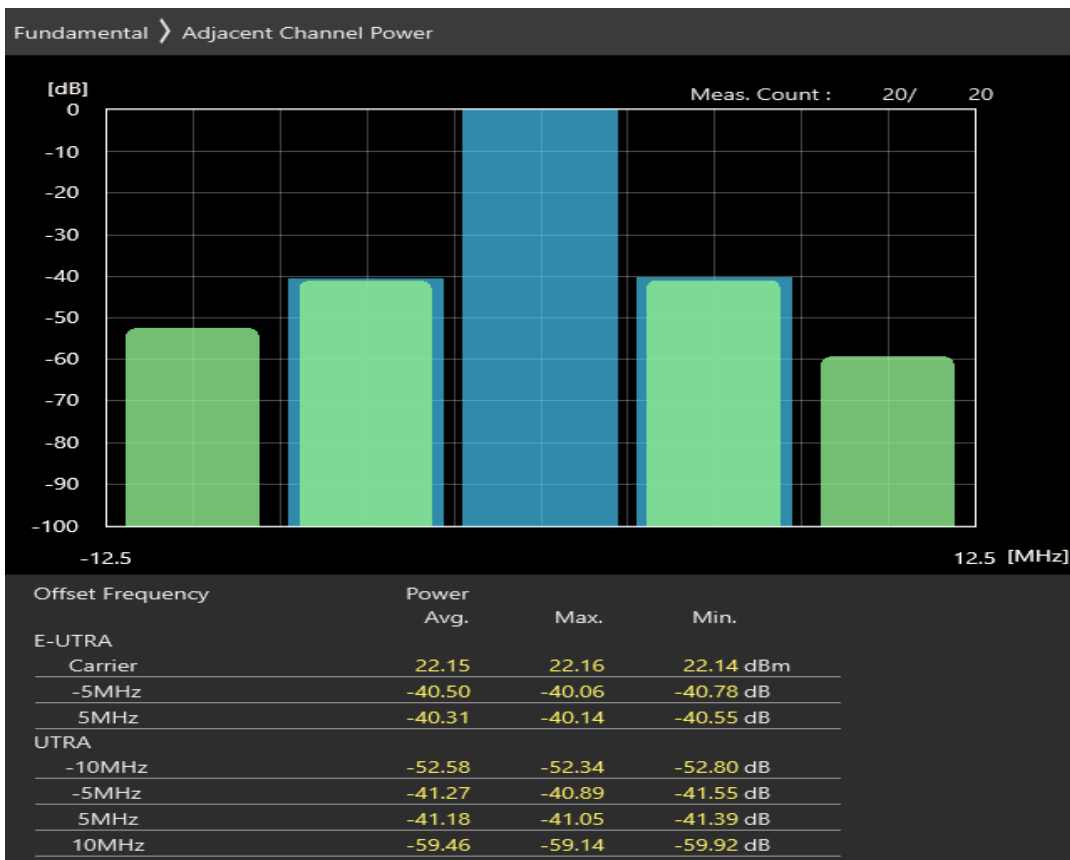 Fundamental 〉 Adjacent Channel Power
[dB]
Meas. Count : 20/ 20
0
-10
-20
-30
-40
-50
-60
-70
-80
-90
-100
-12.5 12.5 [MHz]
Offset Frequency Power
Avg. Max. Min.
E-UTRA
Carrier 22.15 22.16 22.14 dBm
-5MHz -40.50 -40.06 -40.78 dB
5MHz -40.31 -40.14 -40.55 dB
UTRA
-10MHz -52.58 -52.34 -52.80 dB
-5MHz -41.27 -40.89 -41.55 dB
5MHz -41.18 -41.05 -41.39 dB
10MHz -59.46 -59.14 -59.92 dB